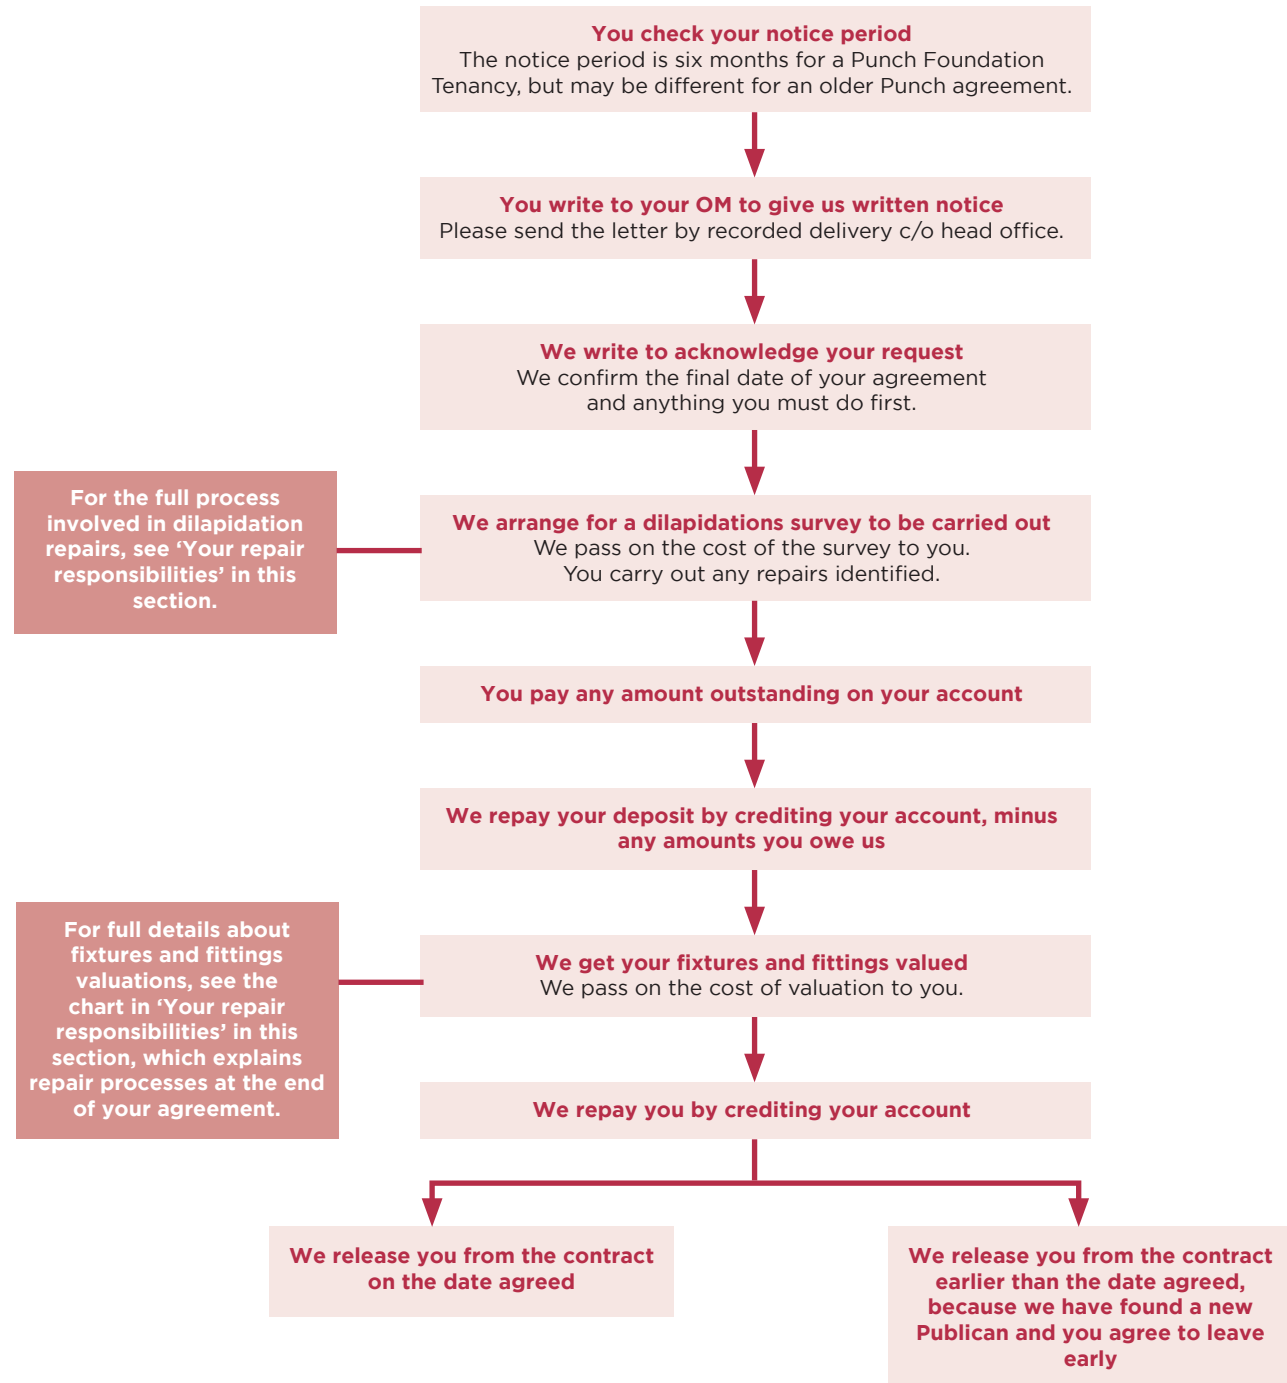 You check your notice period
The notice period is six months for a Punch Foundation
Tenancy, but may be different for an older Punch agreement.
You write to your OM to give us written notice
Please send the letter by recorded delivery c/o head office.
We write to acknowledge your request
We confirm the final date of your agreement
and anything you must do first.
For the full process
involved in dilapidation
repairs, see ‘Your repair
responsibilities’ in this
section.
We arrange for a dilapidations survey to be carried out
We pass on the cost of the survey to you.
You carry out any repairs identified.
You pay any amount outstanding on your account
We repay your deposit by crediting your account, minus
any amounts you owe us
For full details about
fixtures and fittings
valuations, see the
chart in ‘Your repair
responsibilities’ in this
section, which explains
repair processes at the end
of your agreement.
We get your fixtures and fittings valued
We pass on the cost of valuation to you.
We repay you by crediting your account
We release you from the contract
on the date agreed
We release you from the contract
earlier than the date agreed,
because we have found a new
Publican and you agree to leave
early